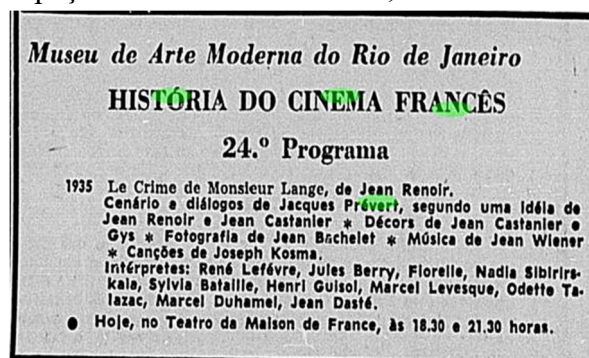 Museu de Arte Moderna do Rio de Janeiro
HISTÓRIA DO CINEMA FRANCÊS
24.º Programa
1935 Le Crime de Monsieur Lange, de Jean Renoir.
Cenário e diálogos de Jacques Prévert, segundo uma idéia de
Jean Renoir e Jean Castanier * Décors de Jean Castanier e
Gys * Fotografia de Jean Bachelet * Música de Jean Wiener
* Canções de Joseph Kosma.
Intérpretes: René Lefévre, Jules Berry, Florelle, Nadia Sibirirs-
kaia, Sylvia Bataille, Henri Guisol, Marcel Levesque, Odette Ta-
lazac, Marcel Duhamel, Jean Dasté.
● Hoje, no Teatro da Maison de France, às 18.30 e 21.30 horas.